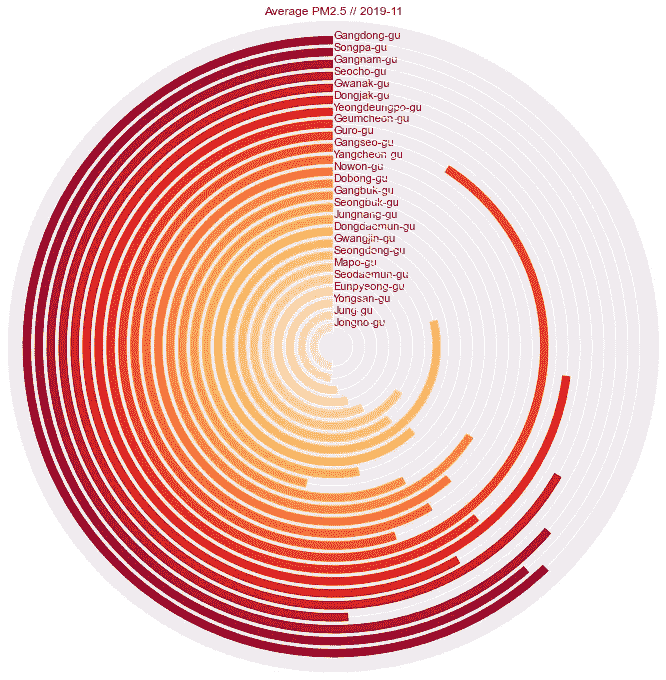 Average PM2.5 // 2019-11
Gangdong-gu
Songpa-gu
Gangnam-gu
Seocho-gu
Gwanak-gu
Dongjak-gu
Yeongdeungpo-gu
Geumcheon-gu
Guro-gu
Gangseo-gu
Yangcheon-gu
Nowon-gu
Dobong-gu
Gangbuk-gu
Seongbuk-gu
Jungnang-gu
Dongdaemun-gu
Gwangjin-gu
Seongdong-gu
Mapo-gu
Seodaemun-gu
Eunpyeong-gu
Yongsan-gu
Jung-gu
Jongno-gu